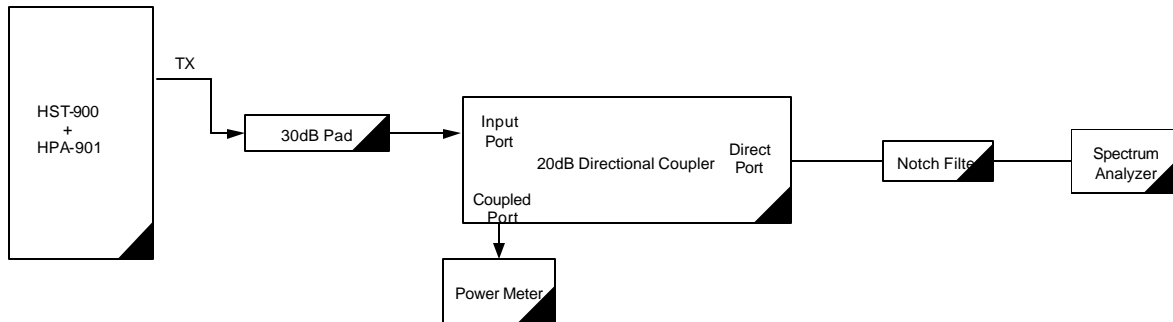 TX
HST-900
+
HPA-901
30dB Pad
Input
Port
20dB Directional Coupler
Direct
Port
Coupled
Port
Power Meter
Notch Filte
Spectrum
Analyzer